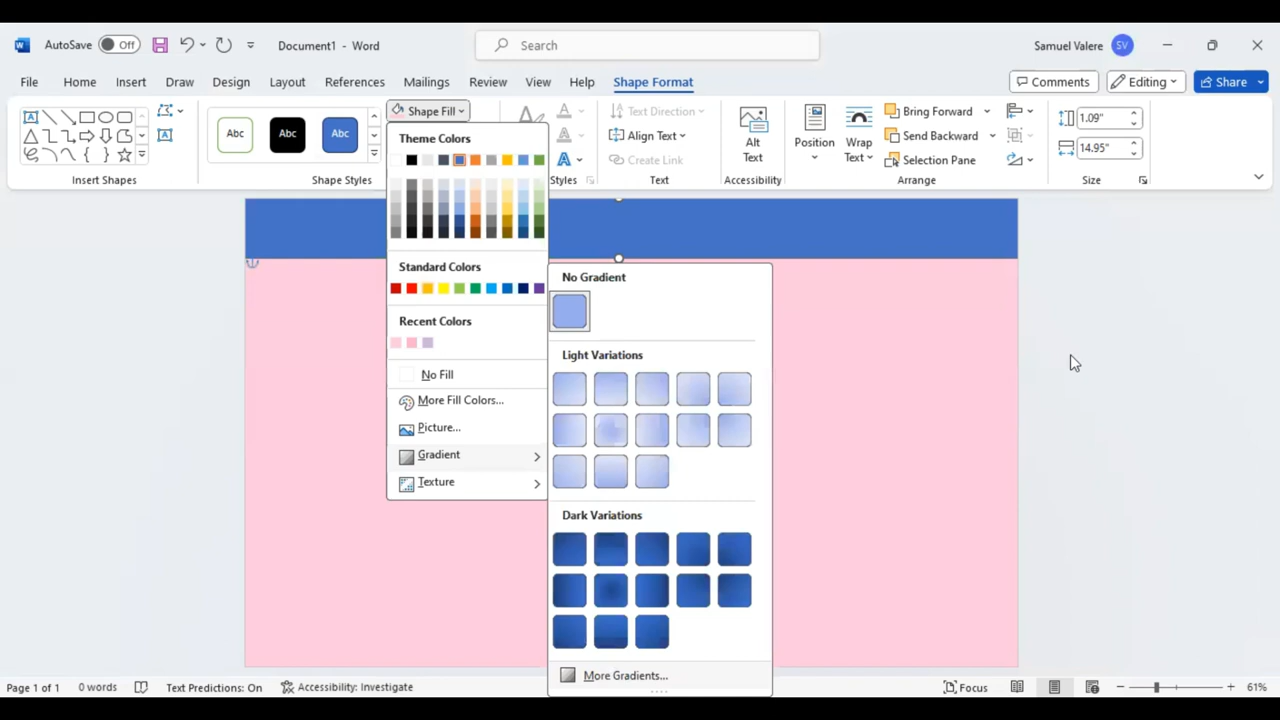 AutoSave Off Document1 - Word Search Samuel Valere SV
File Home Insert Draw Design Layout References Mailings Review View Help Shape Format Comments Editing Share
Abc Abc Abc Shape Fill
Insert Shapes Shape Styles
Theme Colors
Standard Colors
Recent Colors
No Fill
More Fill Colors...
Picture...
Gradient
Texture
Styles
Text Direction
Align Text
Create Link
Text
Alt
Text
Accessibility
Position
Wrap
Text
Bring Forward
Send Backward
Selection Pane
Arrange
1.09"
14.95"
Size
No Gradient
Light Variations
Dark Variations
More Gradients...
Page 1 of 1 0 words Text Predictions: On Accessibility: Investigate Focus 61%